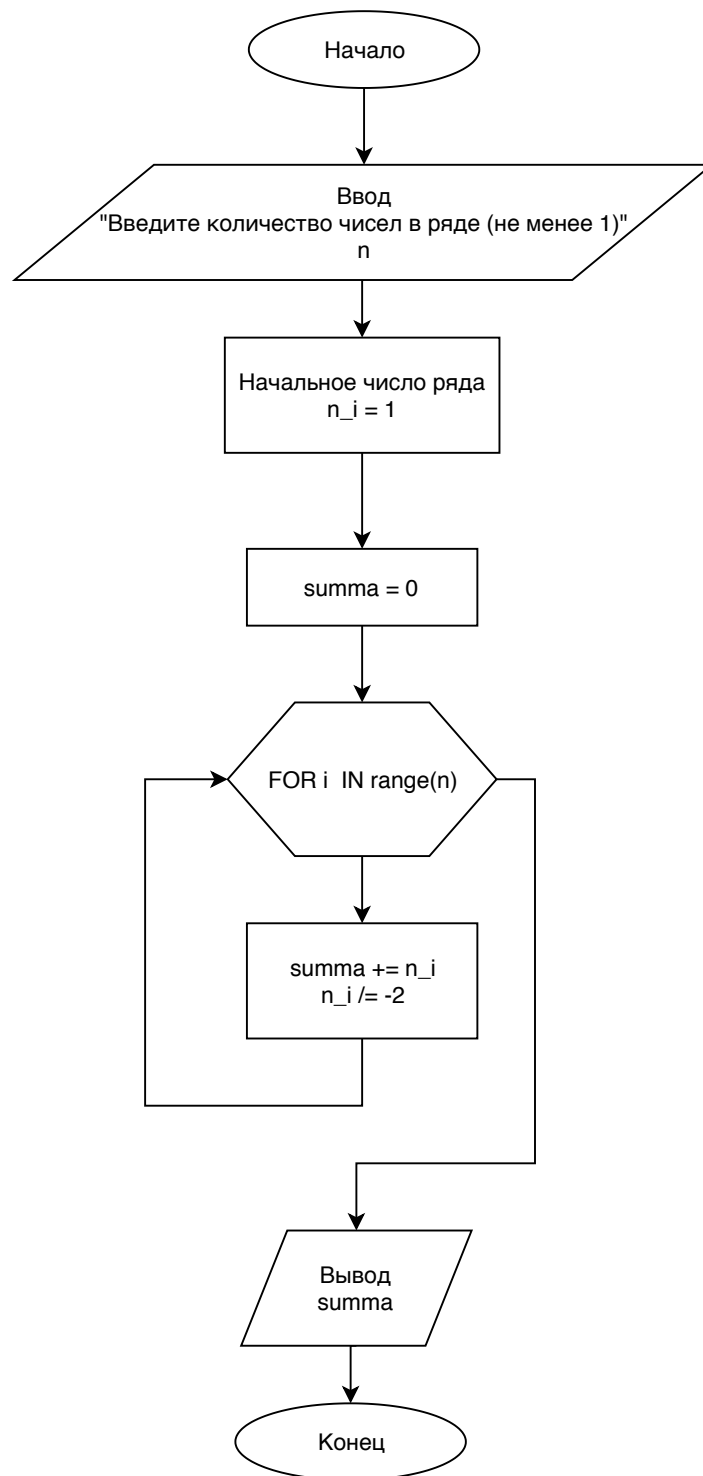 Начало
Ввод
"Введите количество чисел в ряде (не менее 1)"
n
Начальное число ряда
n_i = 1
summa = 0
FOR i  IN range(n)
summa += n_i
n_i /= -2
Вывод
summa
Конец